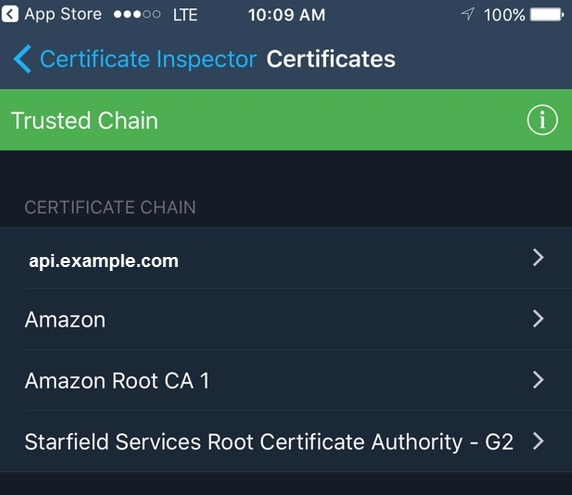 App Store LTE 10:09 AM 100%
Certificate Inspector Certificates
Trusted Chain i
CERTIFICATE CHAIN
api.example.com
Amazon
Amazon Root CA 1
Starfield Services Root Certificate Authority - G2